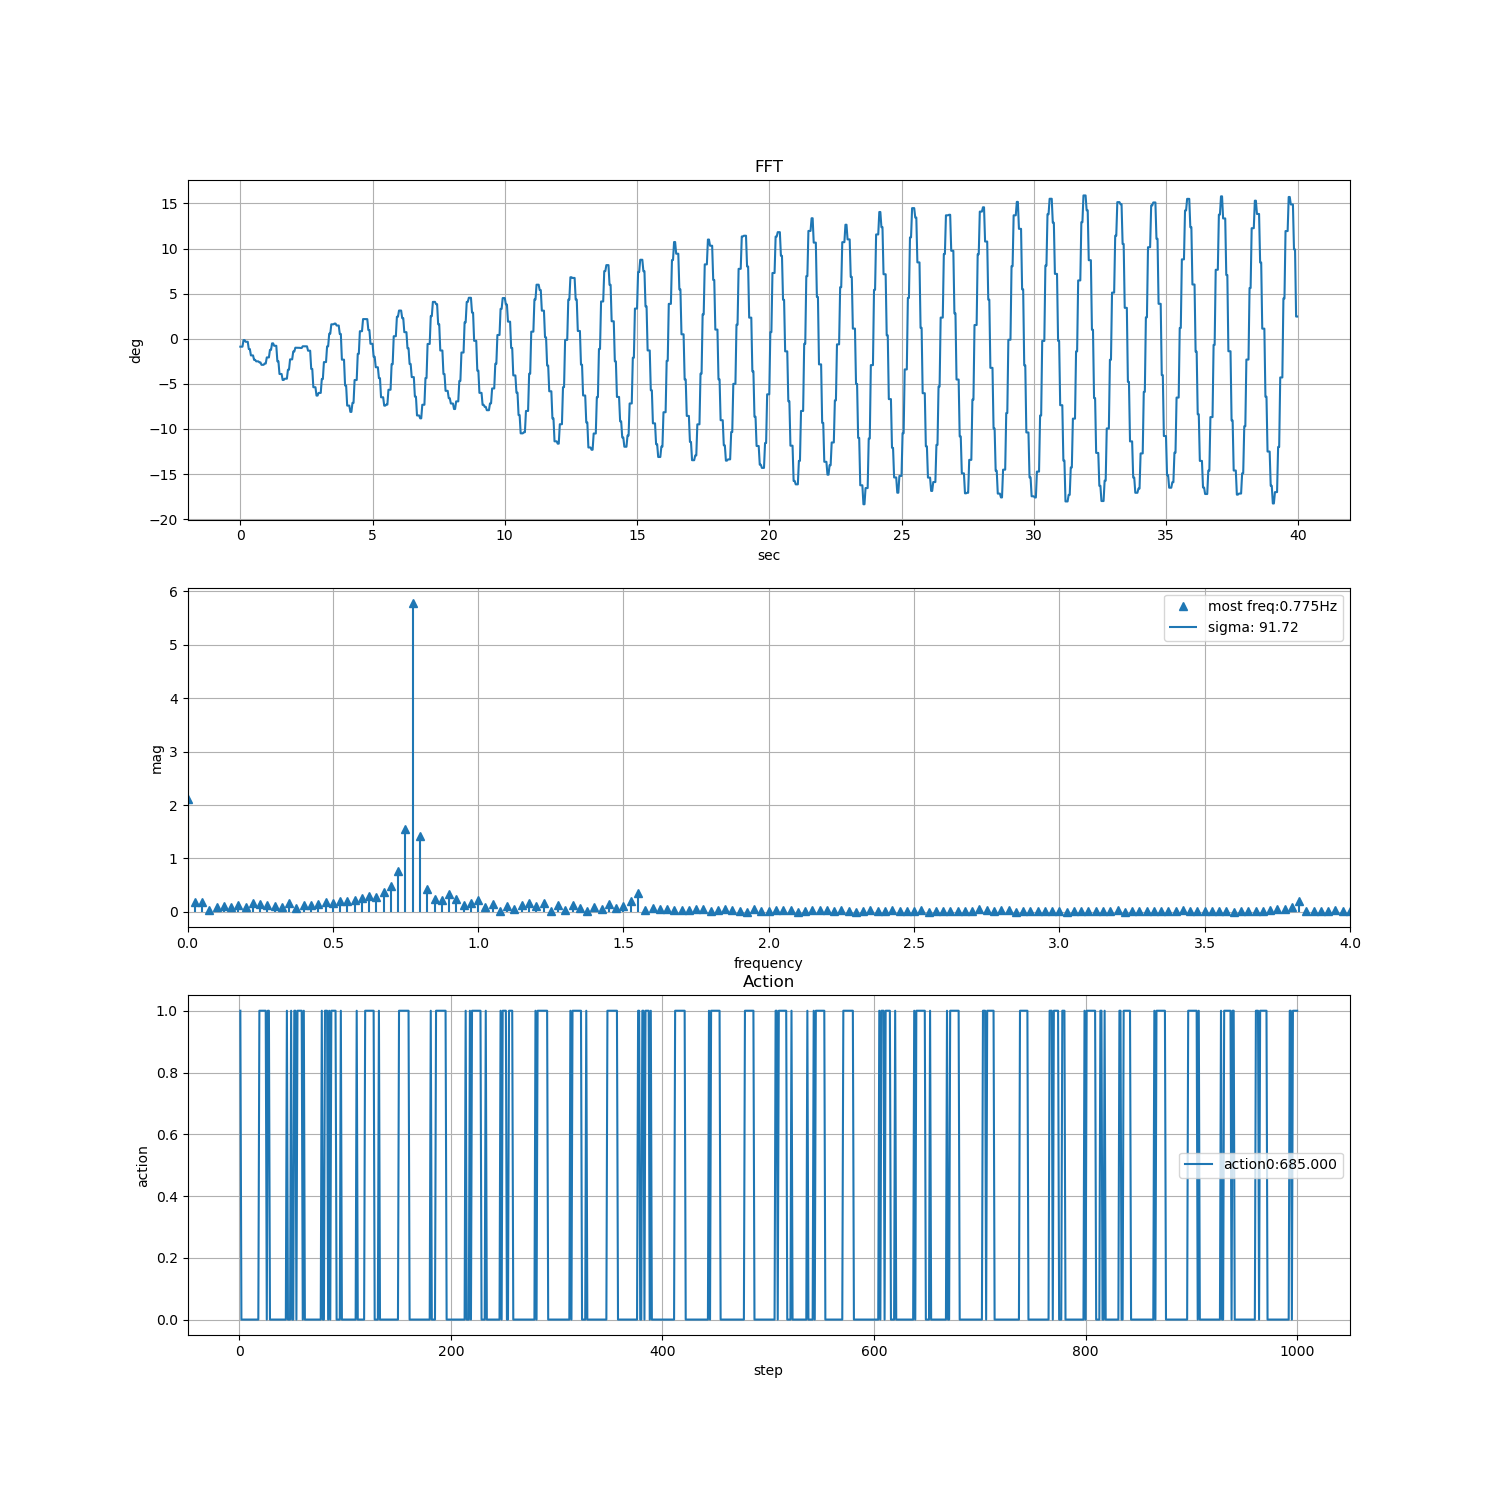 FFT
15
10
5
0
−5
−10
−15
−20
deg
0 5 10 15 20 25 30 35 40
sec
6
5
4
3
2
1
0
mag
most freq:0.775Hz
sigma: 91.72
0.0 0.5 1.0 1.5 2.0 2.5 3.0 3.5 4.0
frequency
Action
1.0
0.8
0.6
0.4
0.2
0.0
action
action0:685.000
0 200 400 600 800 1000
step